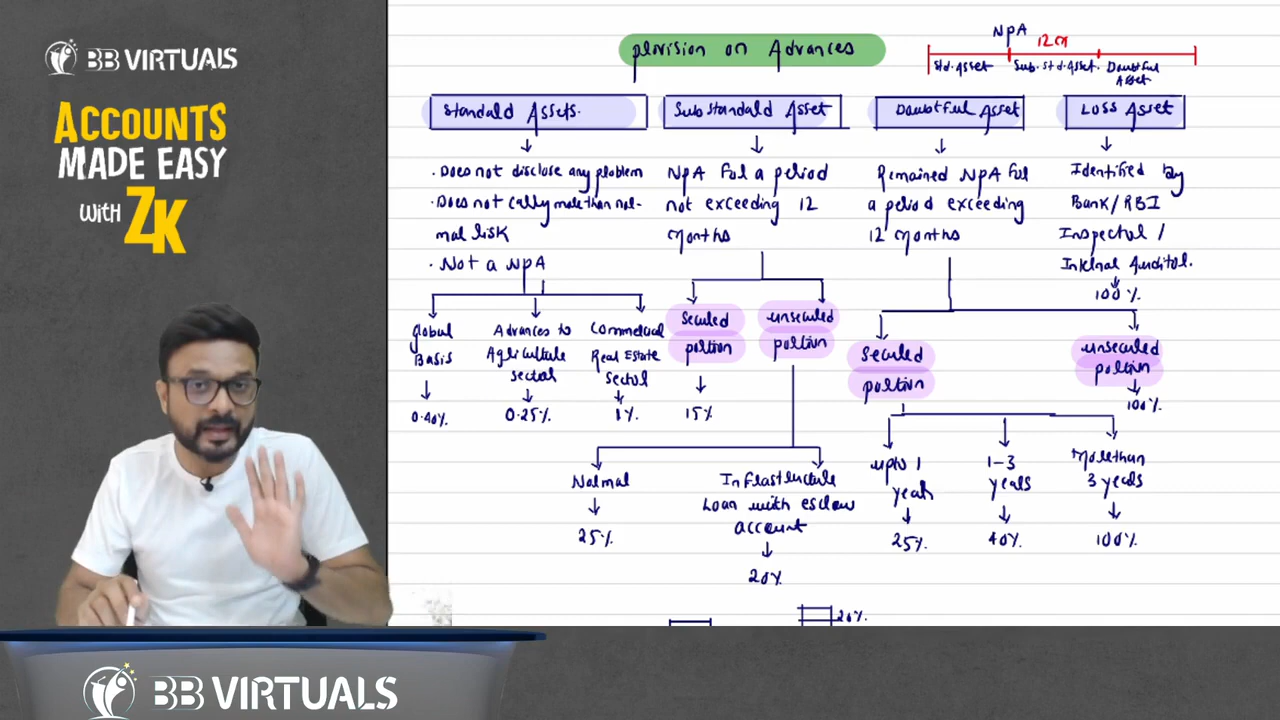 BB VIRTUALS
ACCOUNTS
MADE EASY
WITH ZK
Provision on Advances
NPA
12m
Std. Asset
Sub. std. Asset.
Doubtful
Asset
Standard Assets.
Substandard Asset
Doubtful Asset
Loss Asset
. Does not disclose any problem
. Does not carry more than nor-
mal risk
. Not a NPA
NPA for a period
not exceeding 12
Months
Remained NPA for
a period exceeding
12 Months
Identified by
Bank/RBI
Inspector /
Internal Auditor.
100%
Global
Basis
0.40%
Advances to
Agriculture
sector
0.25%
Commercial
Real Estate
Sector
1%
Secured
portion
15%
unsecured
portion
Secured
portion
unsecured
portion
100%
Normal
25%
Infrastructure
Loan with escrow
account
20%
upto 1
year
25%.
1-3
years
40%
More than
3 years
100%
20%
BB VIRTUALS